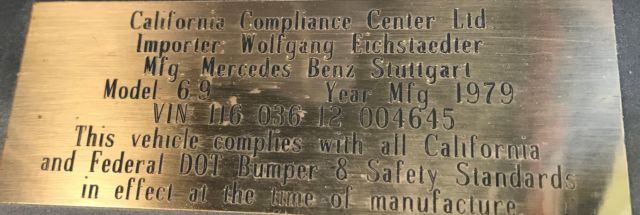 California Compliance Center Ltd
Importer Wolfgang Eichstaedter
Mfg Mercedes Benz Stuttgart
Model 6.9 Year Mfg 1979
VIN 116 036 12 004645
This vehicle complies with all California
and Federal DOT Bumper & Safety Standards
in effect at the time of manufacture